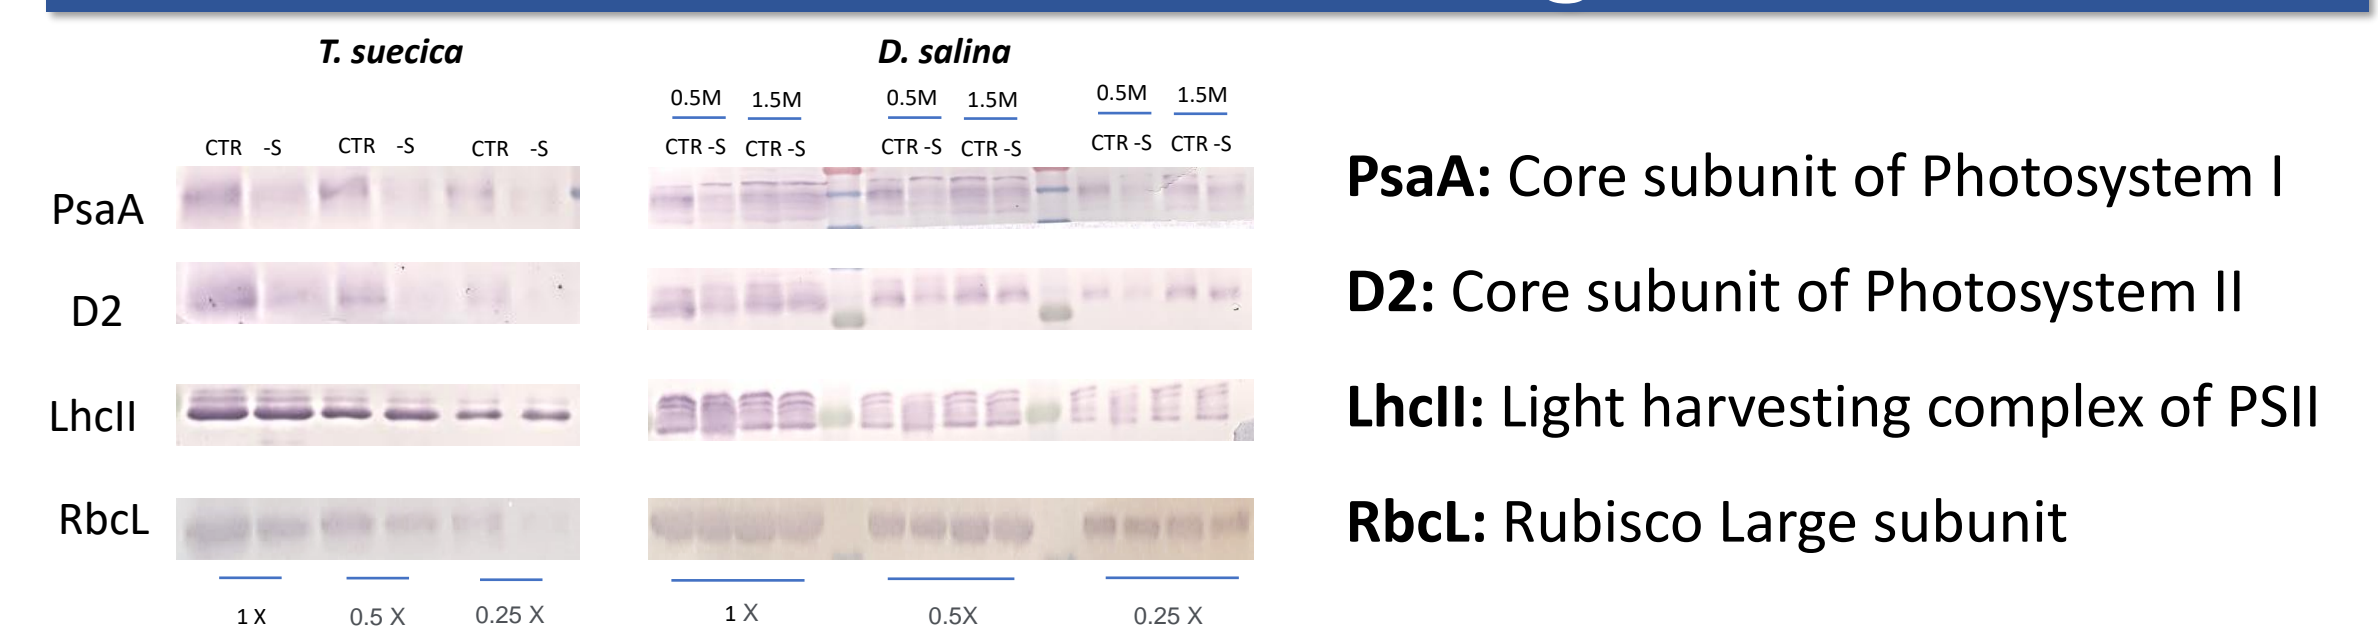 T. suecica
D. salina
0.5M 1.5M 0.5M 1.5M 0.5M 1.5M
CTR -S CTR -S CTR -S CTR -S CTR -S CTR -S CTR -S CTR -S CTR -S
PsaA
D2
LhcII
RbcL
1 X 0.5 X 0.25 X 1 X 0.5X 0.25 X
PsaA: Core subunit of Photosystem I
D2: Core subunit of Photosystem II
LhcII: Light harvesting complex of PSII
RbcL: Rubisco Large subunit